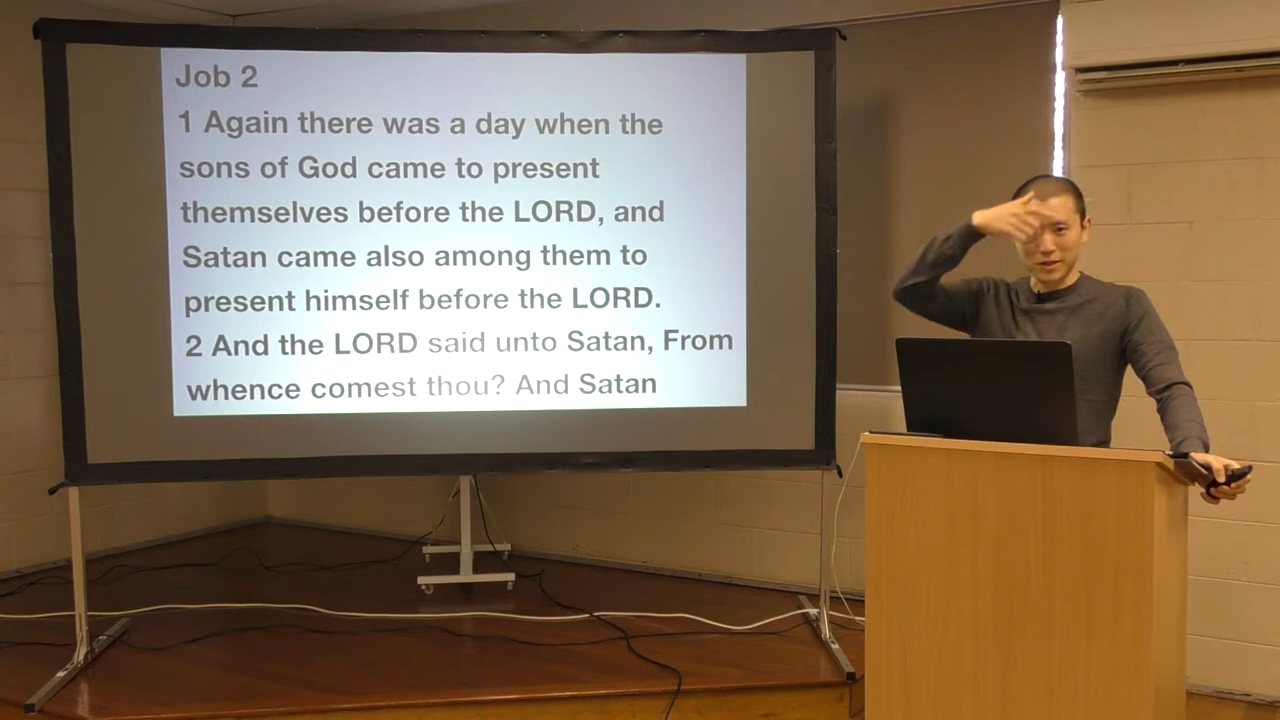 Job 2
1 Again there was a day when the
sons of God came to present
themselves before the LORD, and
Satan came also among them to
present himself before the LORD.
2 And the LORD said unto Satan, From
whence comest thou? And Satan